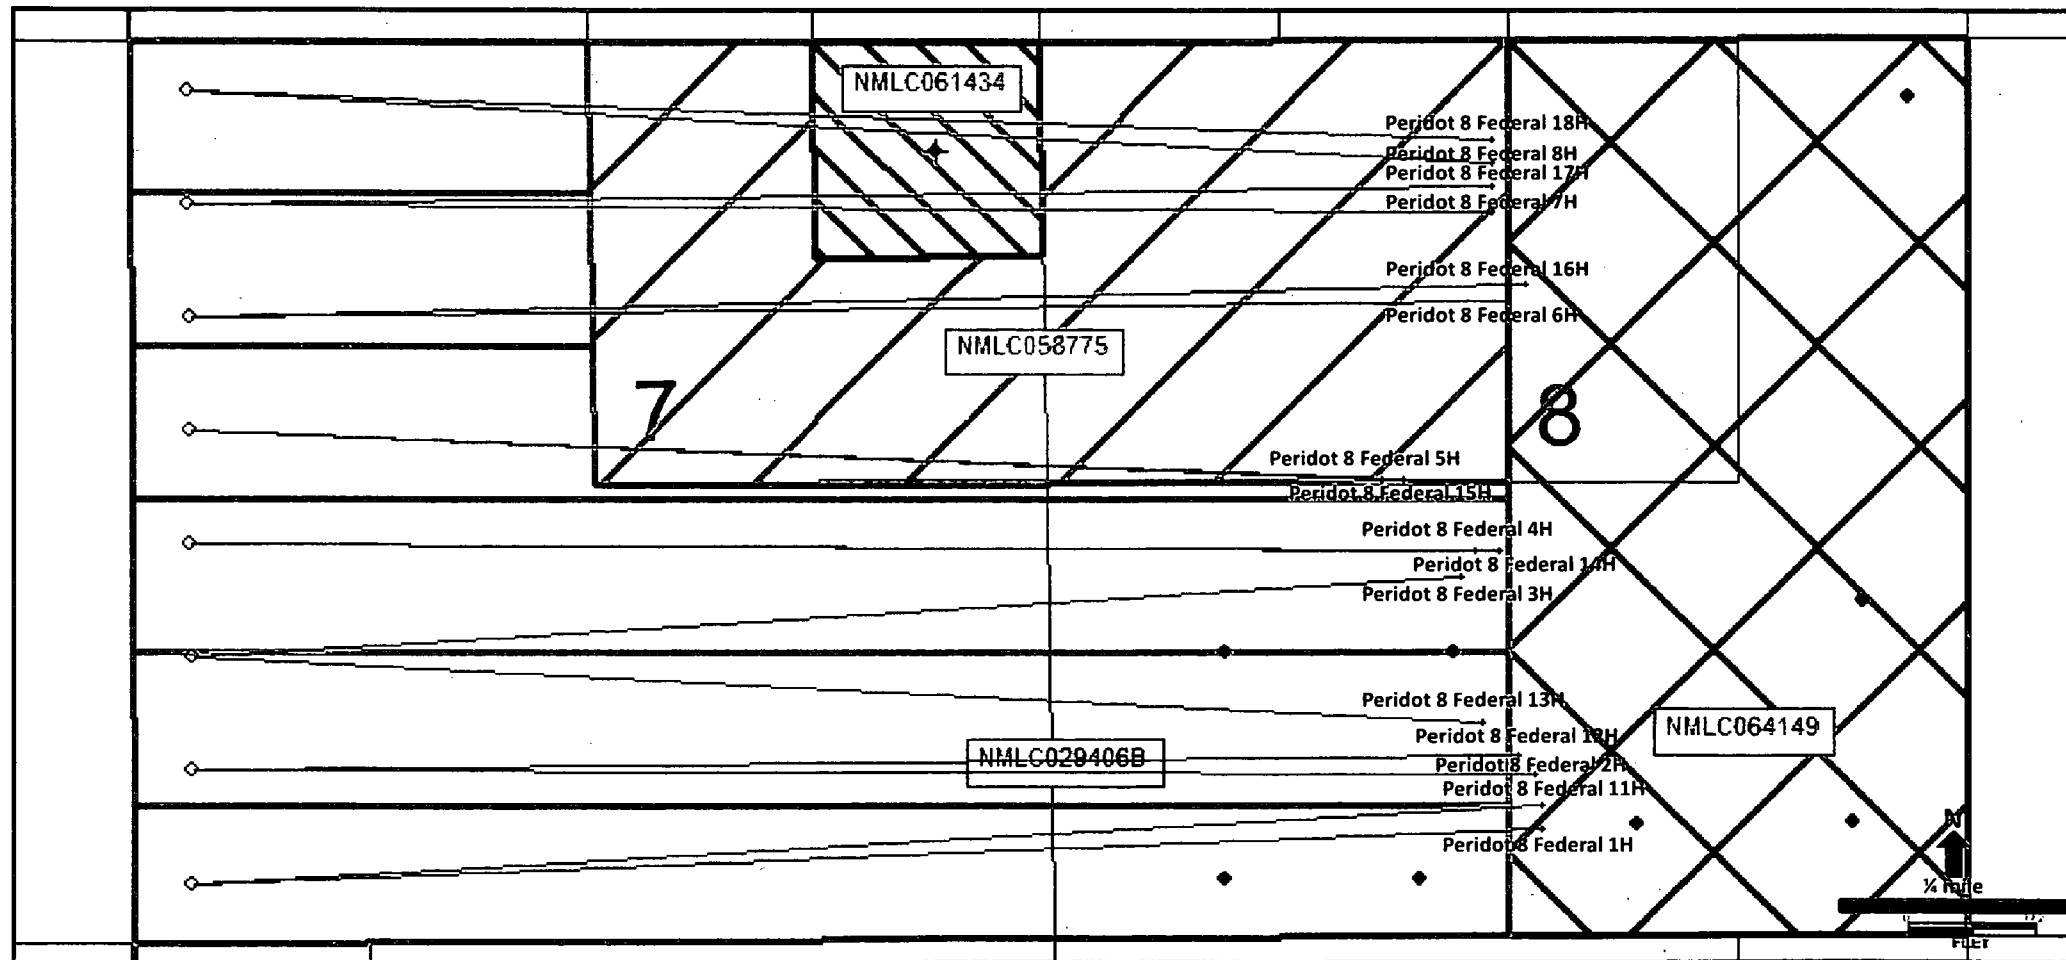 NMLC061434
Peridot 8 Federal 18H
Peridot 8 Federal 8H
Peridot 8 Federal 17H
Peridot 8 Federal 7H
Peridot 8 Federal 16H
Peridot 8 Federal 6H
NMLC058775
7
8
Peridot 8 Federal 5H
Peridot 8 Federal 15H
Peridot 8 Federal 4H
Peridot 8 Federal 14H
Peridot 8 Federal 3H
Peridot 8 Federal 13H
NMLC064149
Peridot 8 Federal 12H
NMLC029406B
Peridot 8 Federal 2H
Peridot 8 Federal 11H
N
Peridot 8 Federal 1H
¼ mile
FEET